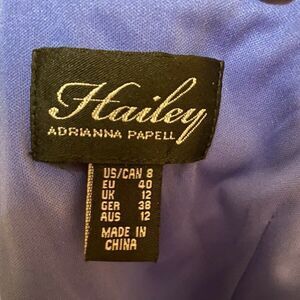 Hailey
ADRIANNA PAPELL
US/CAN 8
EU 40
UK 12
GER 38
AUS 12
MADE IN
CHINA